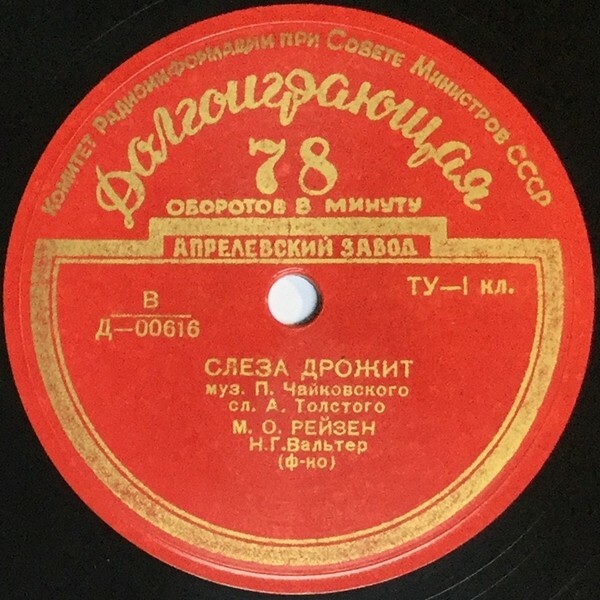 Комитет Радиоинформации при Совете Министров СССР
Долгоиграющая
78
ОБОРОТОВ В МИНУТУ
АПРЕЛЕВСКИЙ ЗАВОД
В
Д—00616
ТУ—1 кл.
СЛЕЗА ДРОЖИТ
муз. П. Чайковского
сл. А. Толстого
М. О. РЕЙЗЕН
Н.Г.Вальтер
(ф-но)